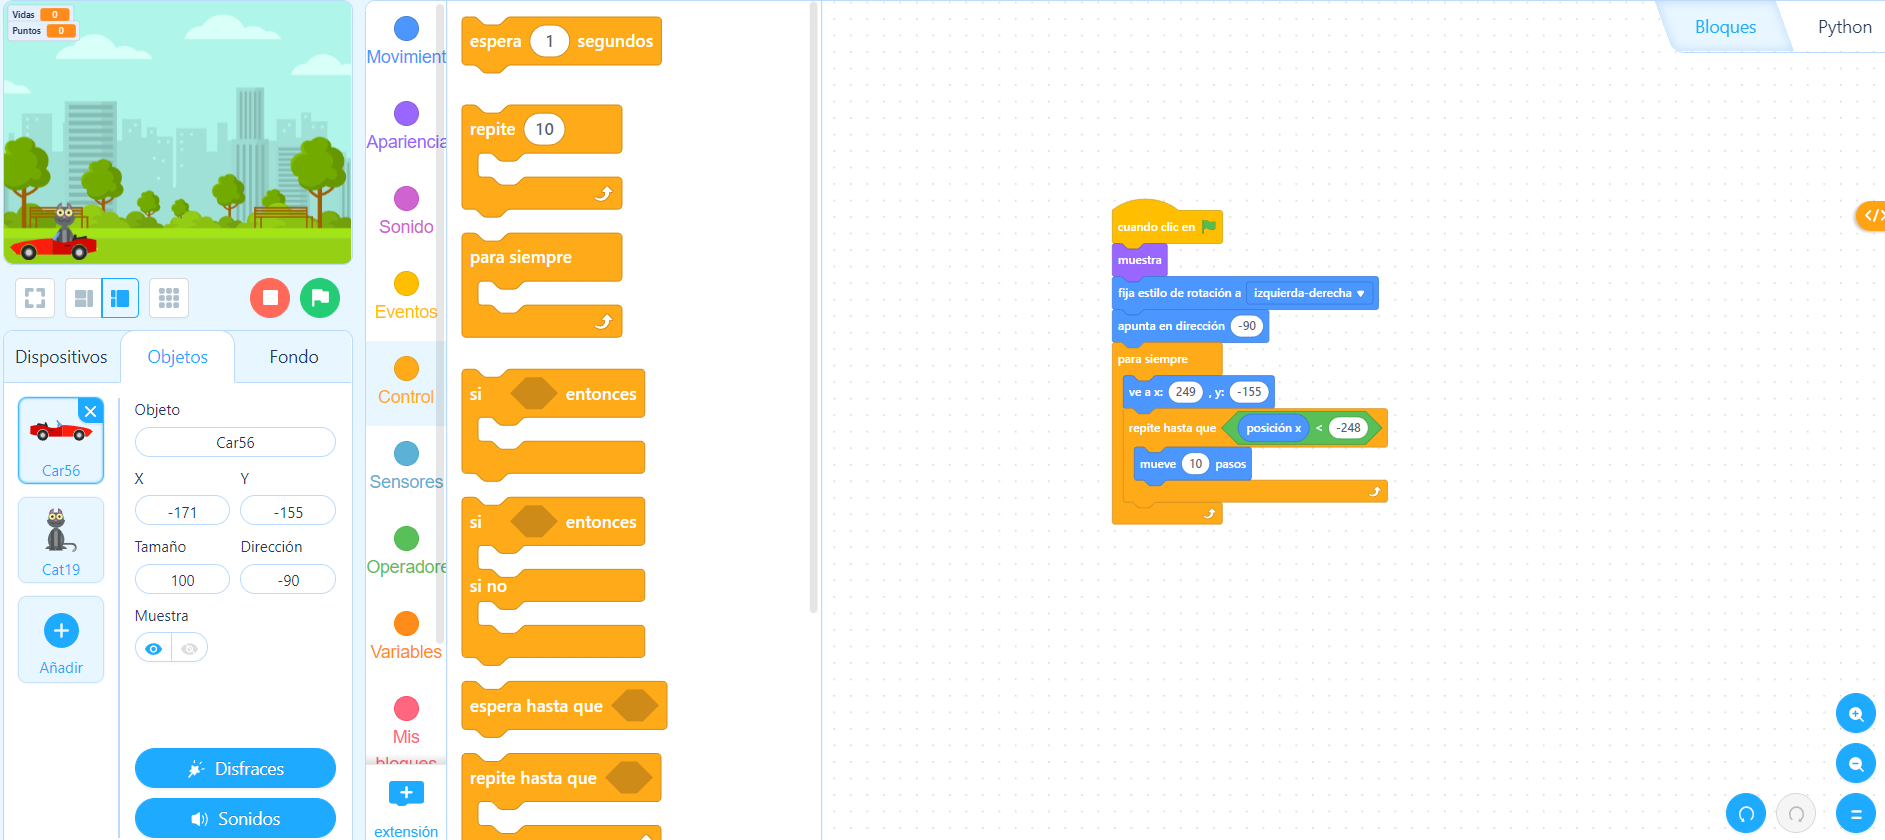 Vidas 0
Puntos 0
Dispositivos Objetos Fondo
Car56
Cat19
Añadir
Objeto
Car56
X Y
-171 -155
Tamaño Dirección
100 -90
Muestra
Disfraces
Sonidos
Movimient
Apariencia
Sonido
Eventos
Control
Sensores
Operadore
Variables
Mis
bloques
extensión
espera 1 segundos
repite 10
para siempre
si entonces
si entonces
si no
espera hasta que
repite hasta que
Bloques Python
cuando clic en
muestra
fija estilo de rotación a izquierda-derecha
apunta en dirección -90
para siempre
ve a x: 249 , y: -155
repite hasta que posición x < -248
mueve 10 pasos
</>